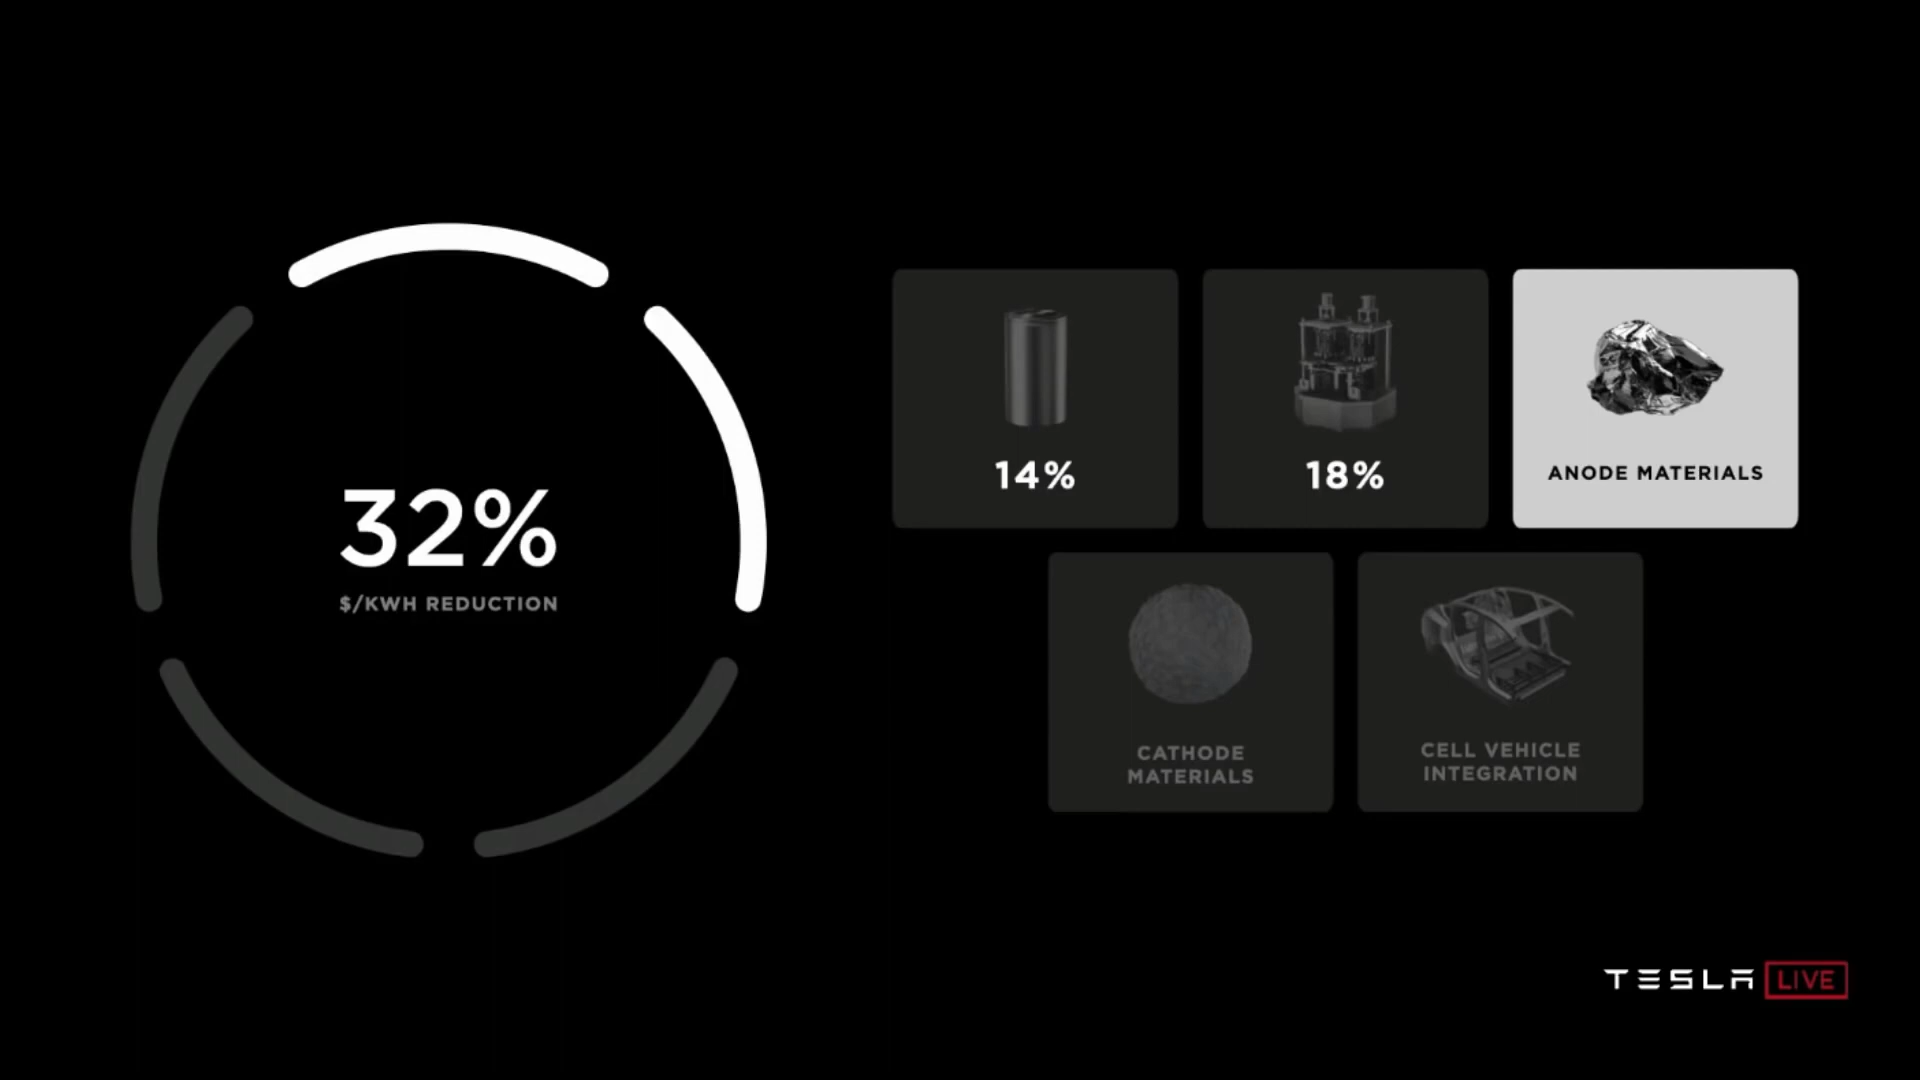 32%
$/KWH REDUCTION
14%
18%
ANODE MATERIALS
CATHODE
MATERIALS
CELL VEHICLE
INTEGRATION
TESLA LIVE